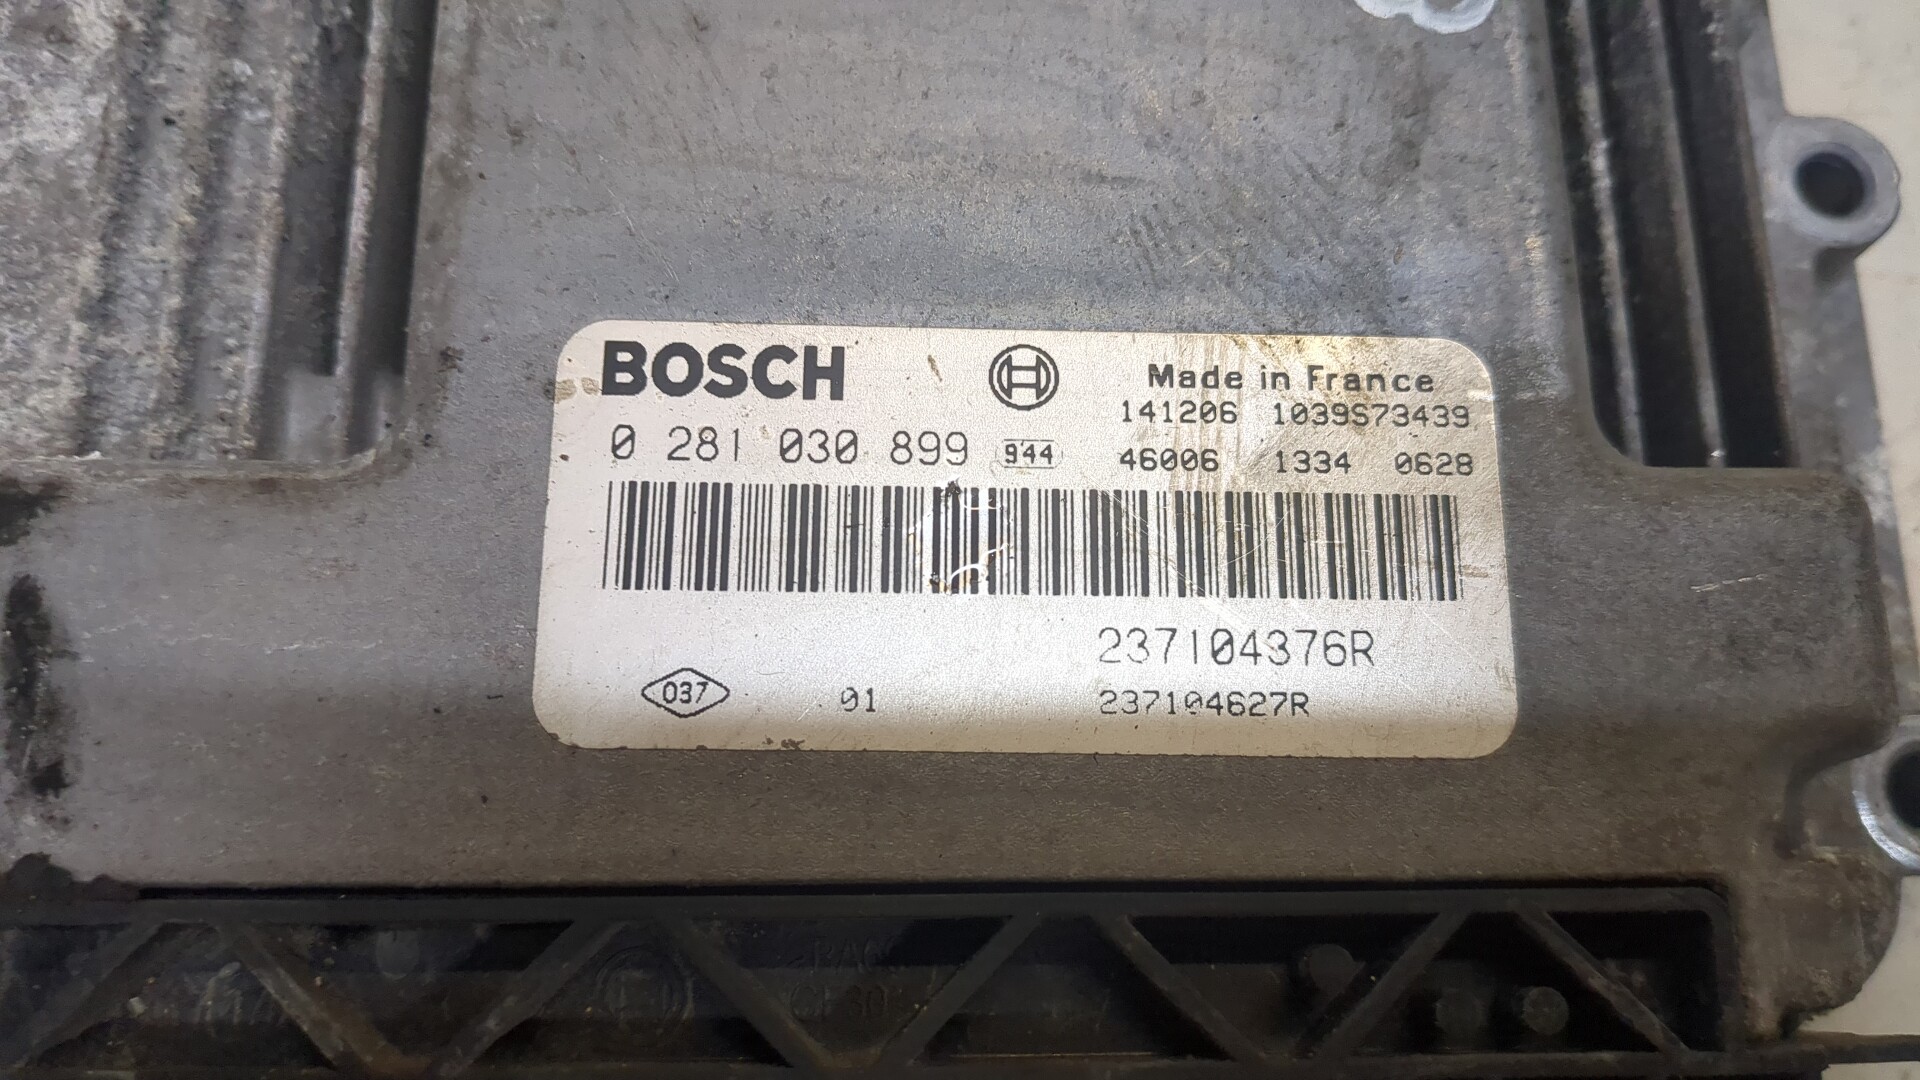 BOSCH
Made in France
141206 1039S73439
0 281 030 899 944
46006 1334 0628
237104376R
037 01 237104627R